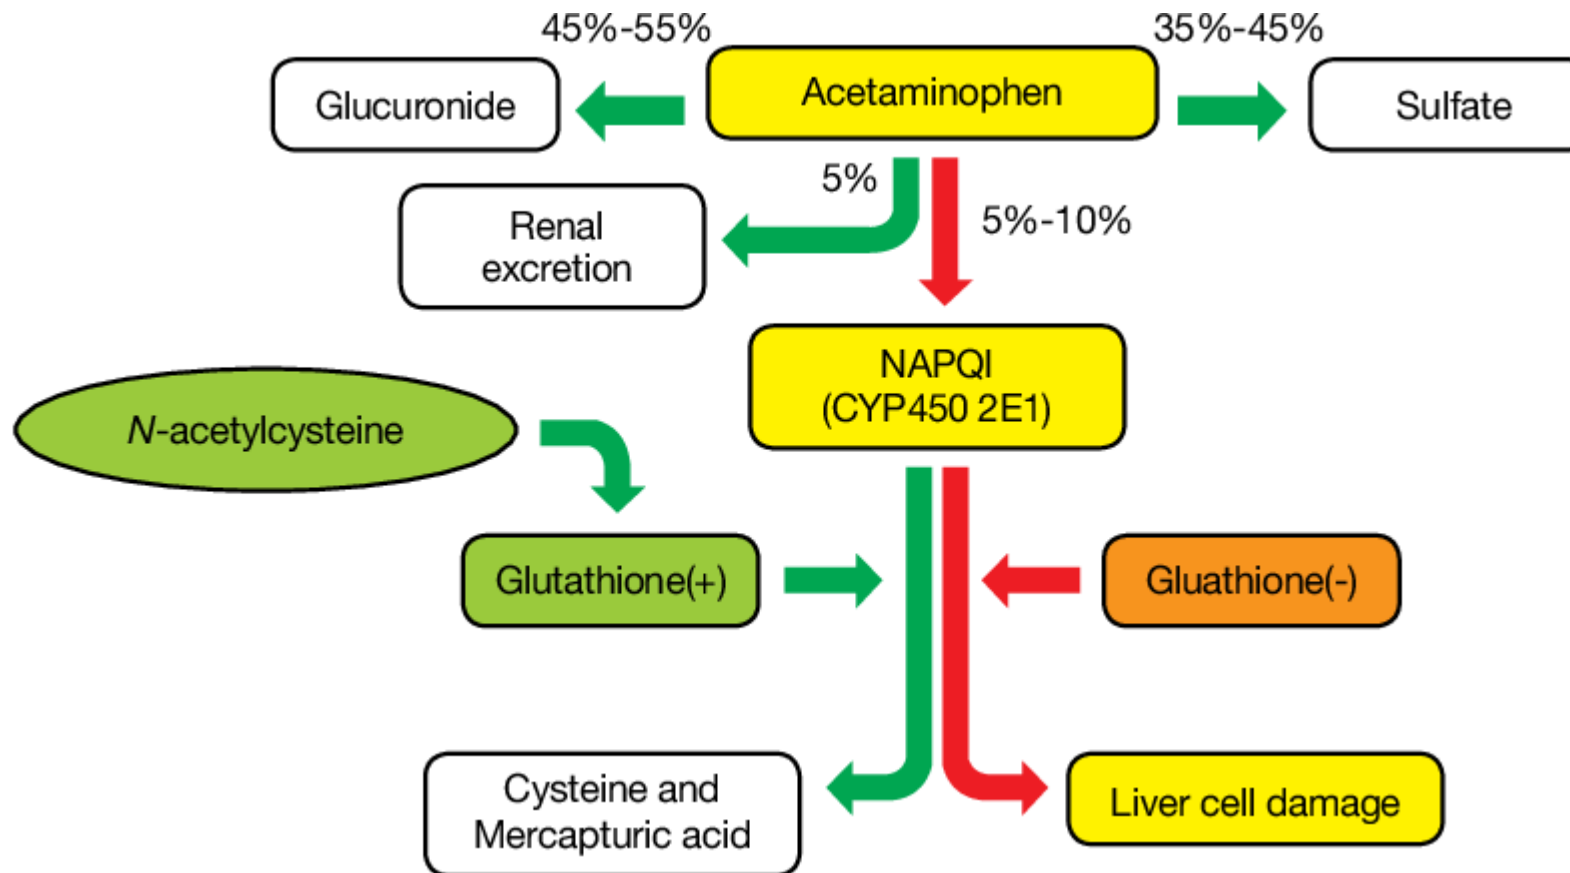 45%-55%
35%-45%
Glucuronide
Acetaminophen
Sulfate
5%
5%-10%
Renal
excretion
NAPQI
(CYP450 2E1)
N-acetylcysteine
Glutathione(+)
Gluathione(-)
Cysteine and
Mercapturic acid
Liver cell damage